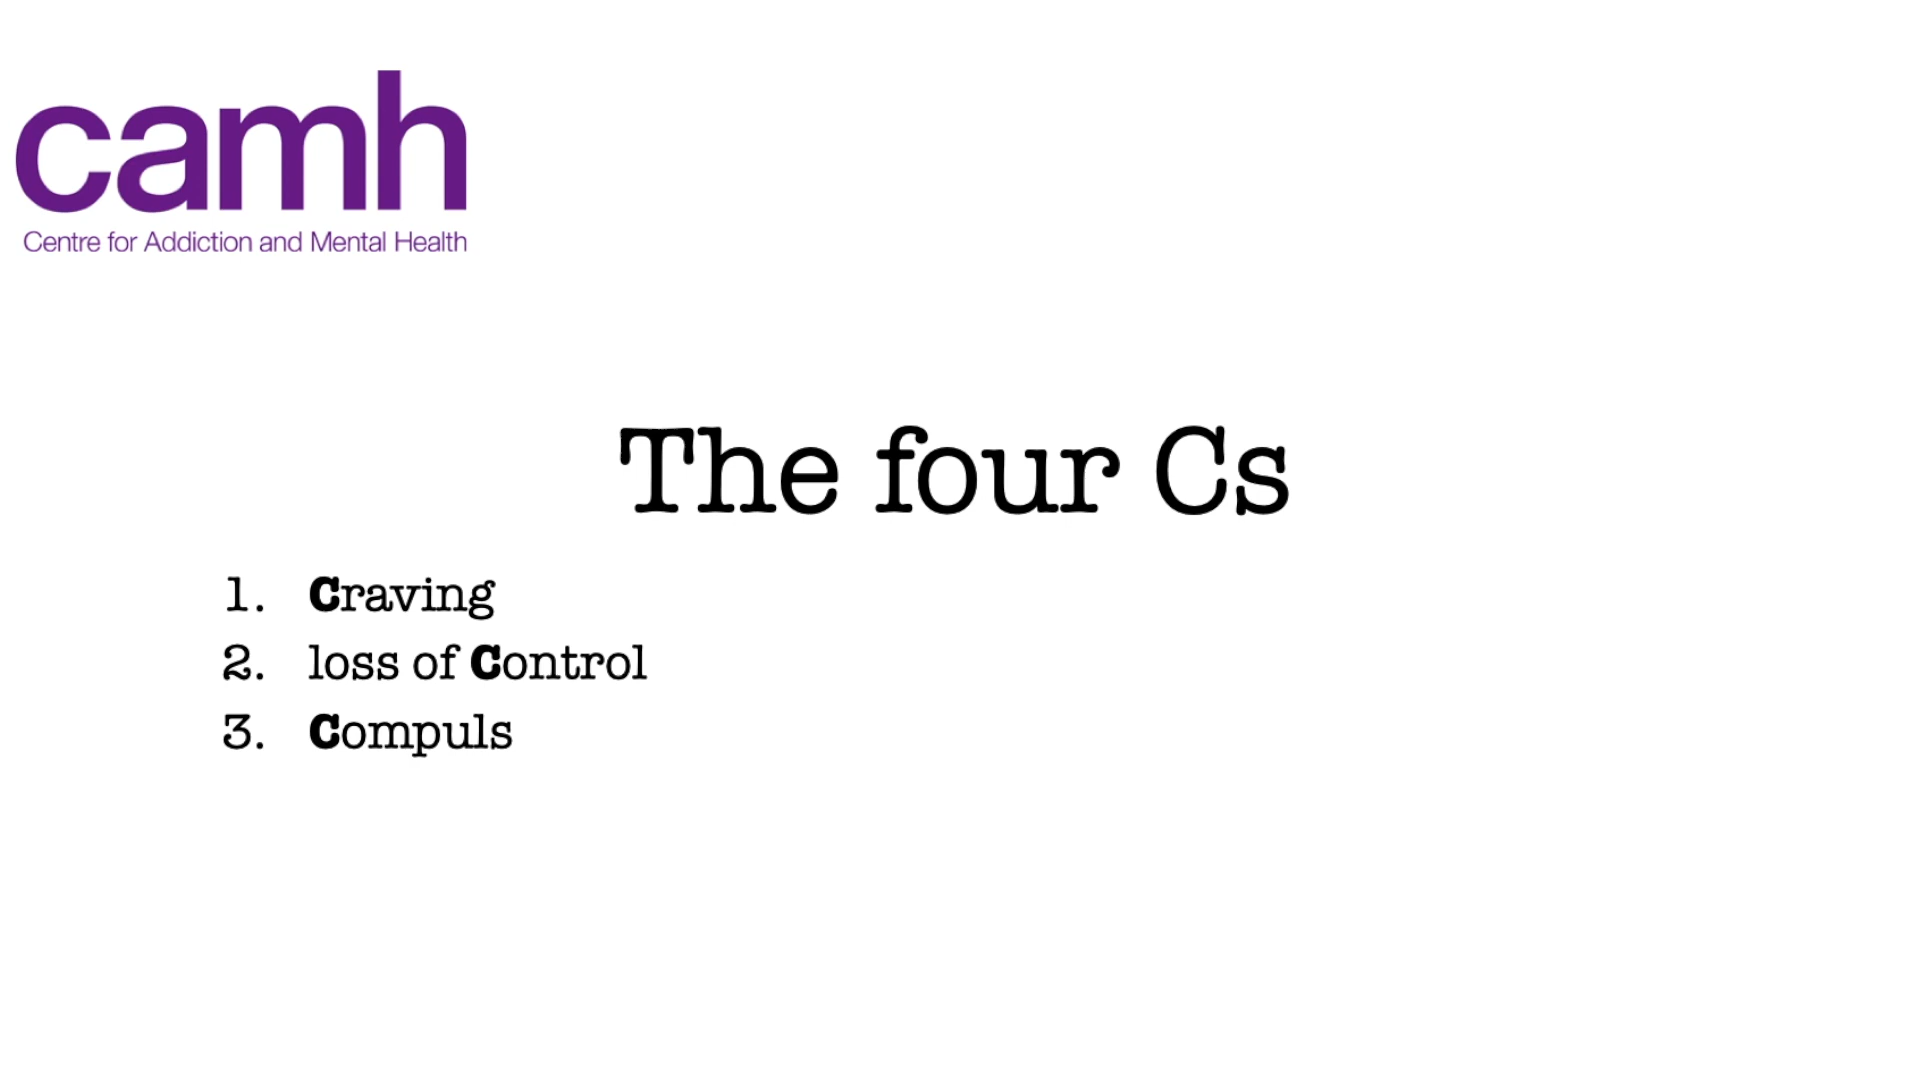 camh
Centre for Addiction and Mental Health
The four Cs
1. Craving
2. loss of Control
3. Compuls